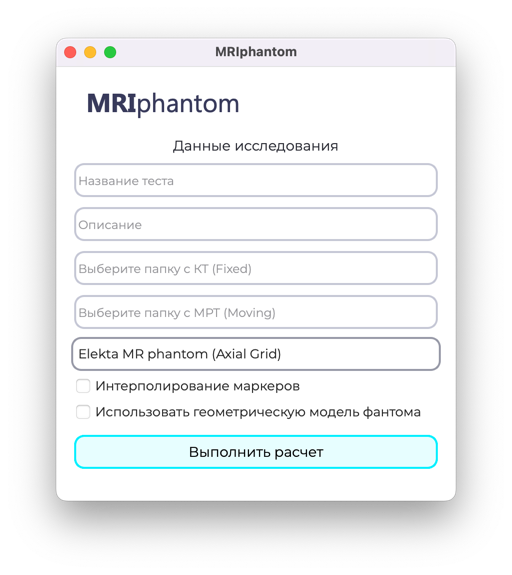 MRIphantom
MRIphantom
Данные исследования
Название теста
Описание
Выберите папку с КТ (Fixed)
Выберите папку с МРТ (Moving)
Elekta MR phantom (Axial Grid)
Интерполирование маркеров
Использовать геометрическую модель фантома
Выполнить расчет